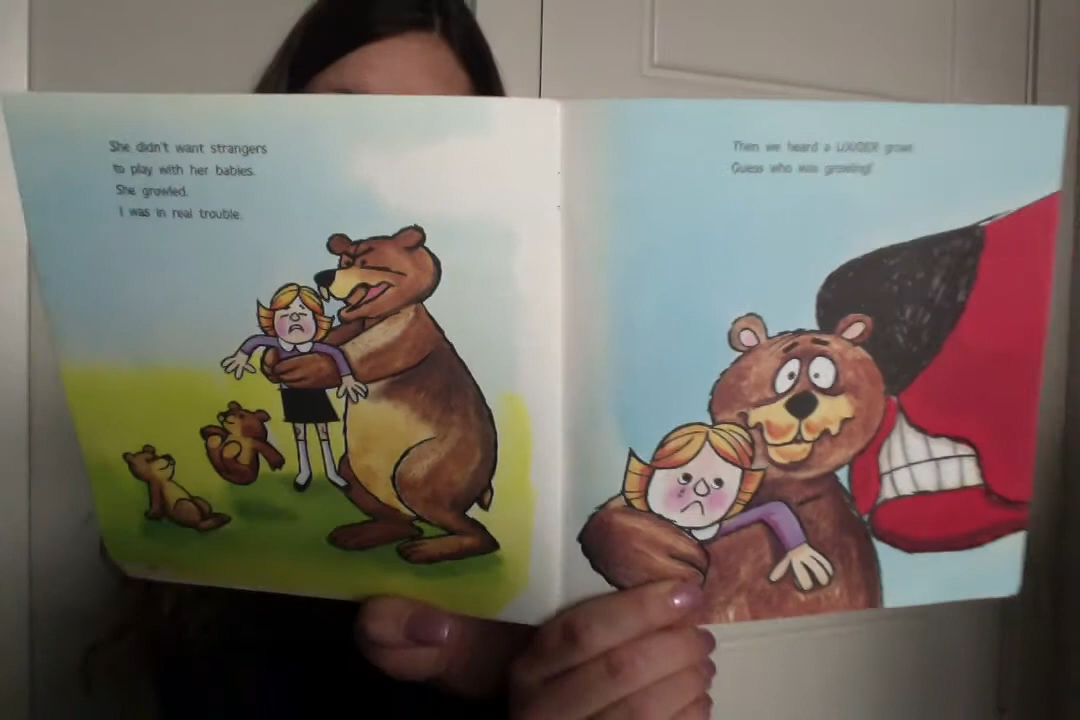 She didn't want strangers
to play with her babies.
She growled.
I was in real trouble.
Then we heard a LOUDER growl.
Guess who was growling!